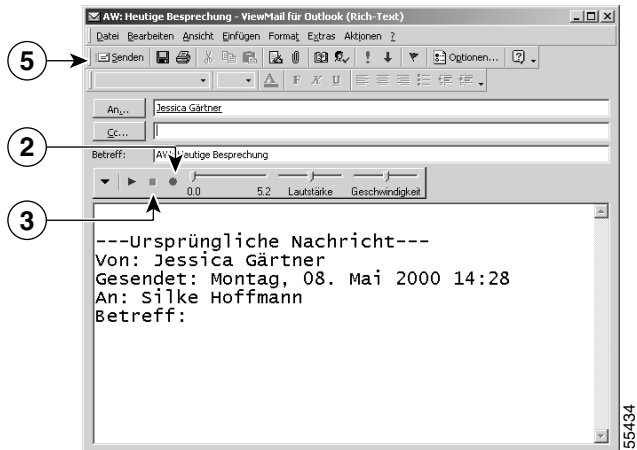 AW: Heutige Besprechung - ViewMail für Outlook (Rich-Text)
Datei Bearbeiten Ansicht Einfügen Format Extras Aktionen ?
5
Senden Optionen...
F K U
An... Jessica Gärtner
Cc...
2
Betreff: AW: Heutige Besprechung
0.0 5.2 Lautstärke Geschwindigkeit
3
---Ursprüngliche Nachricht---
Von: Jessica Gärtner
Gesendet: Montag, 08. Mai 2000 14:28
An: Silke Hoffmann
Betreff:
55434